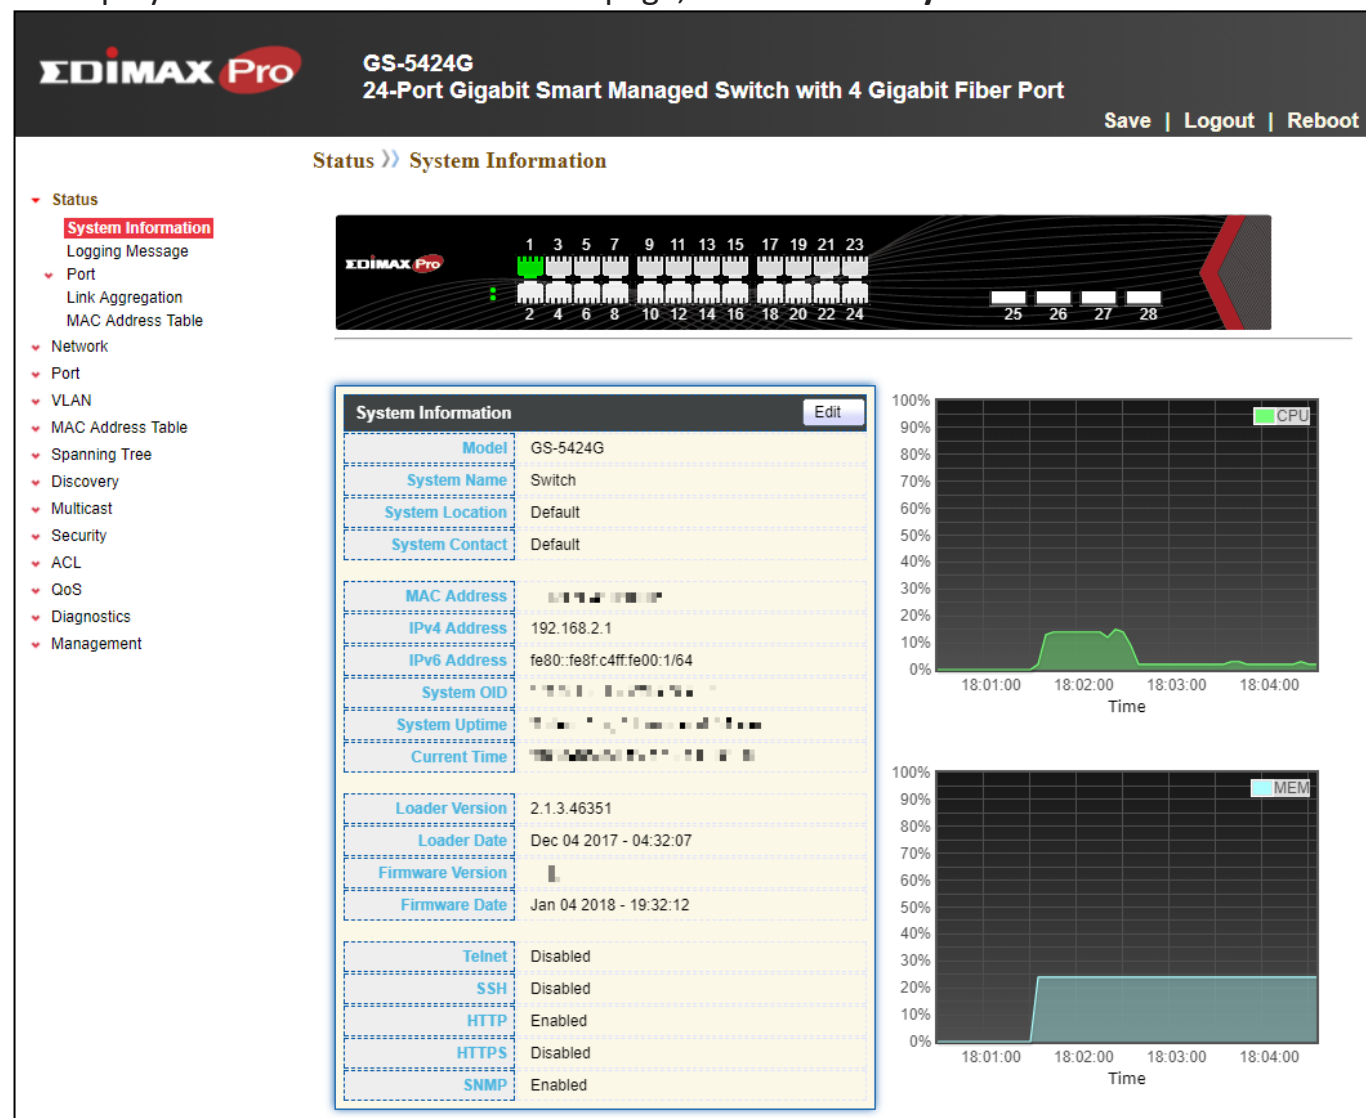 EDIMAX Pro
GS-5424G
24-Port Gigabit Smart Managed Switch with 4 Gigabit Fiber Port
Save | Logout | Reboot
Status » System Information
Status
System Information
Logging Message
Port
Link Aggregation
MAC Address Table
Network
Port
VLAN
MAC Address Table
Spanning Tree
Discovery
Multicast
Security
ACL
QoS
Diagnostics
Management
EDIMAX Pro
1 3 5 7 9 11 13 15 17 19 21 23
2 4 6 8 10 12 14 16 18 20 22 24
25 26 27 28
System Information Edit
Model GS-5424G
System Name Switch
System Location Default
System Contact Default
MAC Address
IPv4 Address 192.168.2.1
IPv6 Address fe80::fe8f:c4ff:fe00:1/64
System OID
System Uptime
Current Time
Loader Version 2.1.3.46351
Loader Date Dec 04 2017 - 04:32:07
Firmware Version
Firmware Date Jan 04 2018 - 19:32:12
Telnet Disabled
SSH Disabled
HTTP Enabled
HTTPS Disabled
SNMP Enabled
100%
90%
80%
70%
60%
50%
40%
30%
20%
10%
0%
CPU
18:01:00 18:02:00 18:03:00 18:04:00
Time
100%
90%
80%
70%
60%
50%
40%
30%
20%
10%
0%
MEM
18:01:00 18:02:00 18:03:00 18:04:00
Time